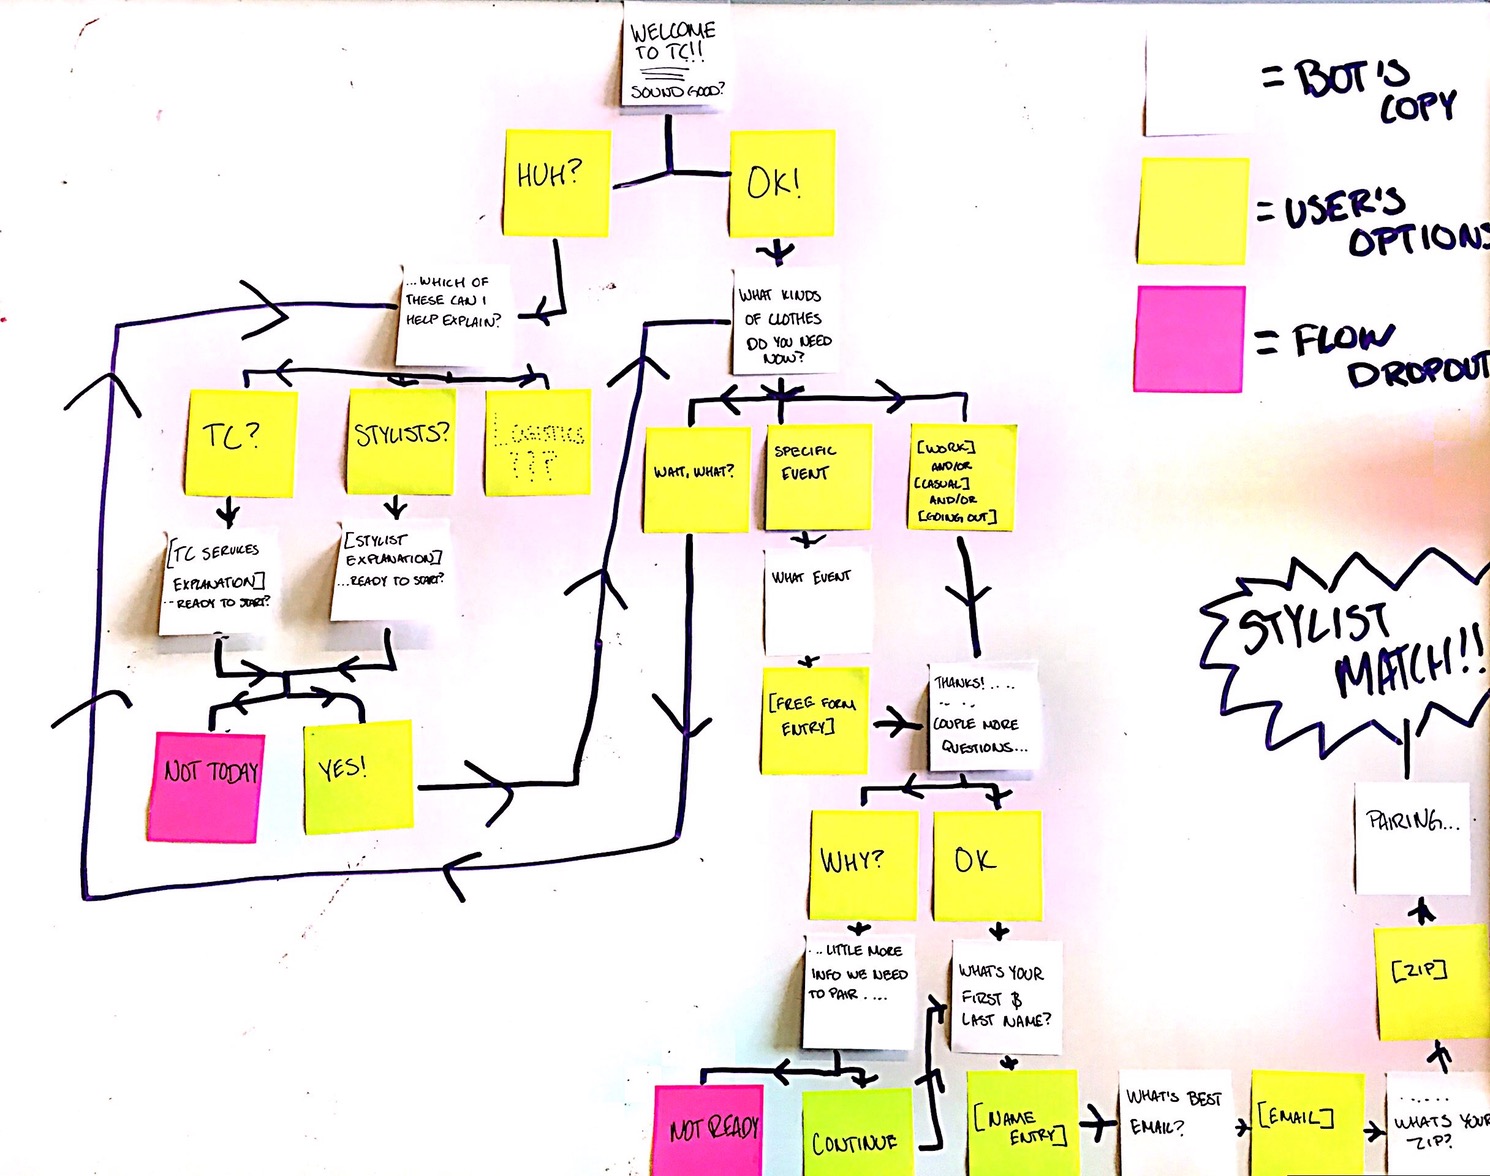 WELCOME
TO TC!!
SOUND GOOD?
HUH?
OK!
= BOT'S
COPY
= USER'S
OPTIONS
= FLOW
DROPOUT
...WHICH OF
THESE CAN I
HELP EXPLAIN?
WHAT KINDS
OF CLOTHES
DO YOU NEED
NOW?
TC?
STYLISTS?
LOGISTICS
???
WAIT, WHAT?
SPECIFIC
EVENT
[WORK]
AND/OR
[CASUAL]
AND/OR
[GOING OUT]
[TC SERVICES
EXPLANATION]
...READY TO START?
[STYLIST
EXPLANATION]
...READY TO START?
WHAT EVENT
[FREE FORM
ENTRY]
THANKS!....
.. . .
COUPLE MORE
QUESTIONS...
NOT TODAY
YES!
WHY?
OK
...LITTLE MORE
INFO WE NEED
TO PAIR....
WHAT'S YOUR
FIRST &
LAST NAME?
NOT READY
CONTINUE
[NAME
ENTRY]
WHAT'S BEST
EMAIL?
[EMAIL]
......
WHATS YOUR
ZIP?
[ZIP]
PAIRING...
STYLIST
MATCH!!